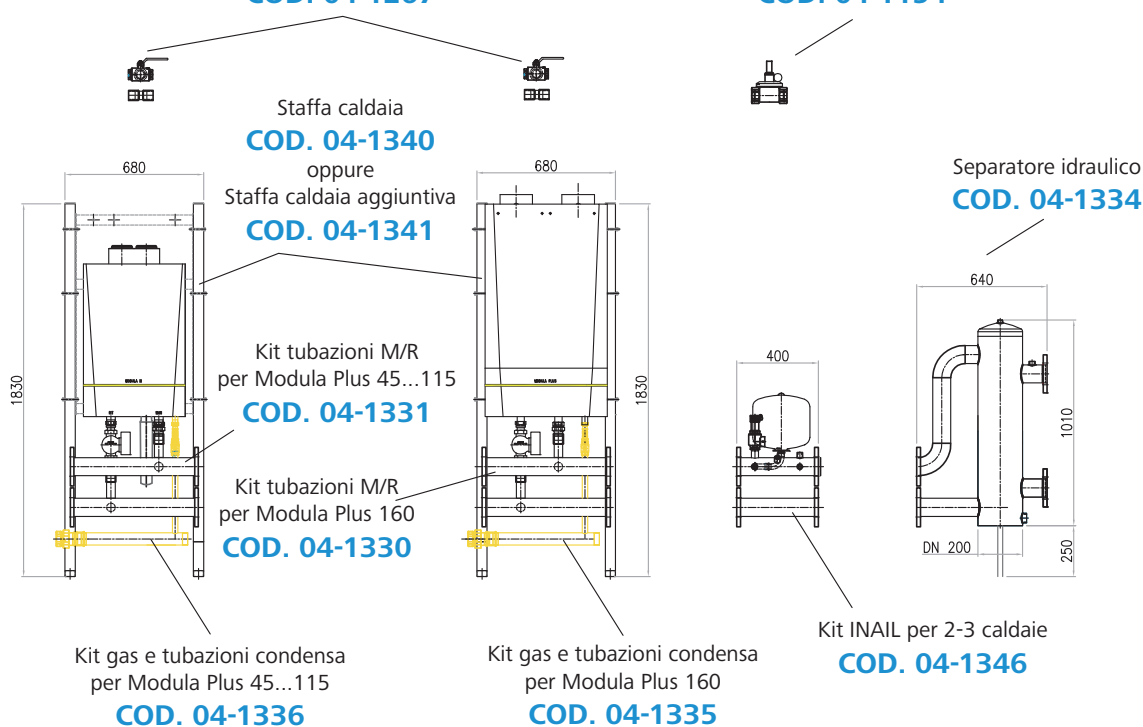 Staffa caldaia
COD. 04-1340
oppure
Staffa caldaia aggiuntiva
COD. 04-1341
680
680
Separatore idraulico
COD. 04-1334
640
1830
1830
Kit tubazioni M/R
per Modula Plus 45...115
COD. 04-1331
400
1010
Kit tubazioni M/R
per Modula Plus 160
COD. 04-1330
DN 200
250
Kit INAIL per 2-3 caldaie
COD. 04-1346
Kit gas e tubazioni condensa
per Modula Plus 45...115
COD. 04-1336
Kit gas e tubazioni condensa
per Modula Plus 160
COD. 04-1335
MODULA PLUS